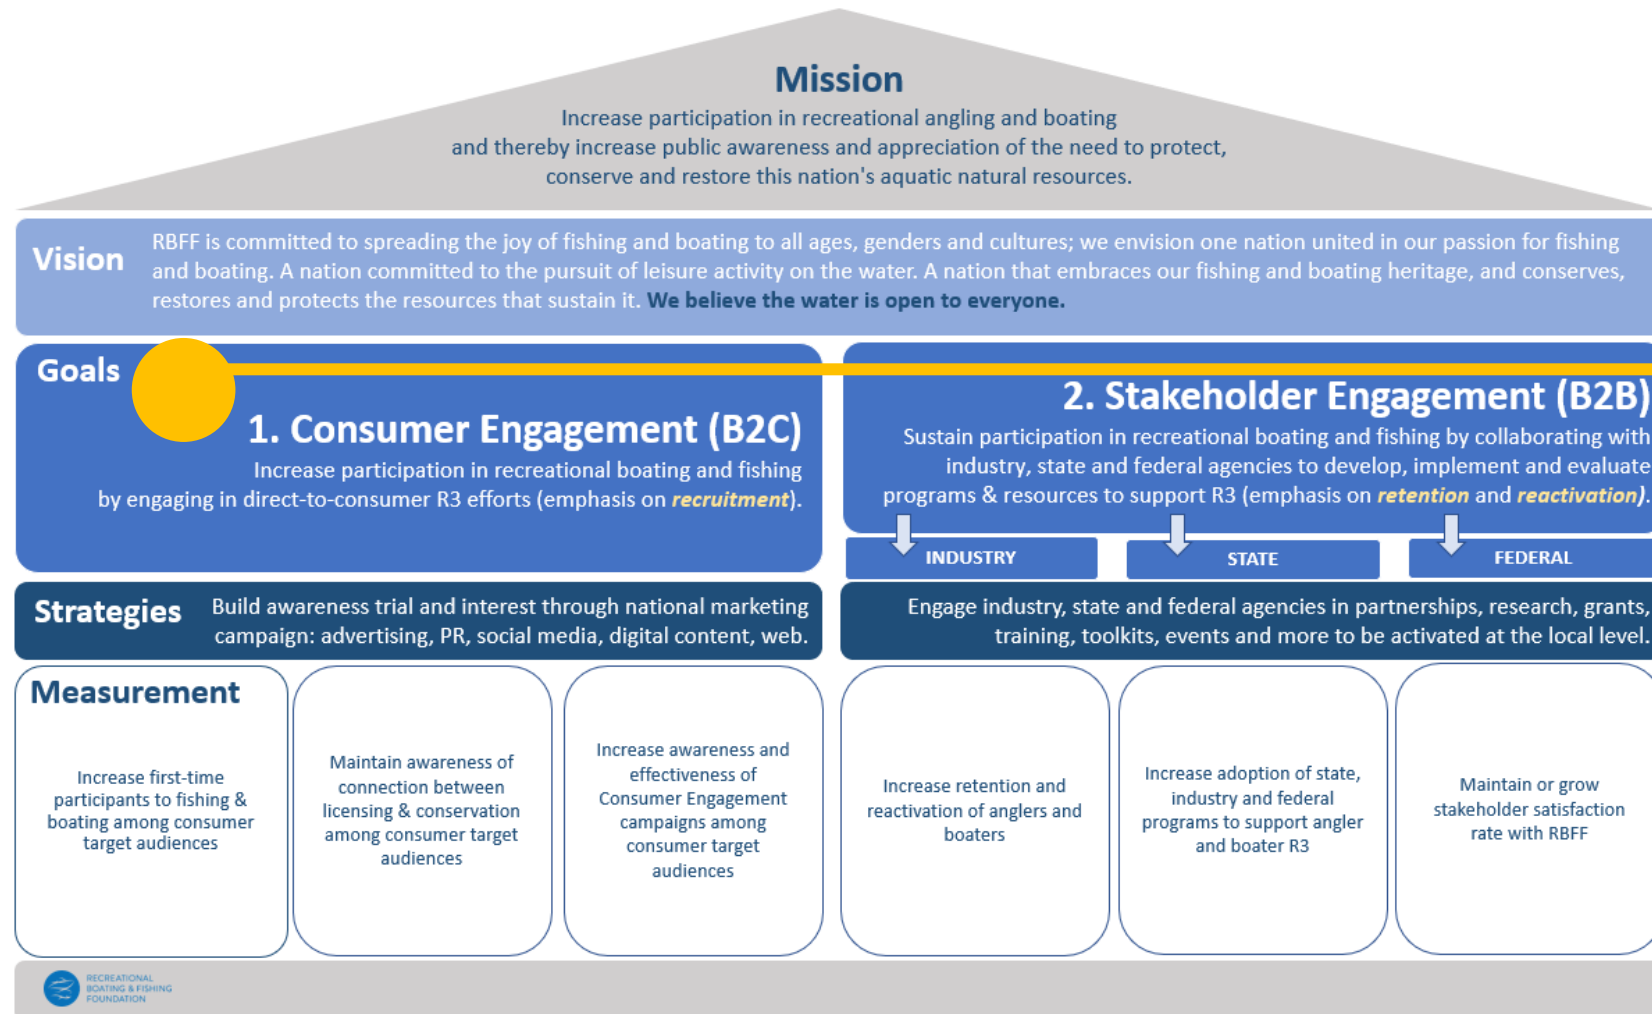 Mission
Increase participation in recreational angling and boating
and thereby increase public awareness and appreciation of the need to protect,
conserve and restore this nation's aquatic natural resources.
Vision
RBFF is committed to spreading the joy of fishing and boating to all ages, genders and cultures; we envision one nation united in our passion for fishing
and boating. A nation committed to the pursuit of leisure activity on the water. A nation that embraces our fishing and boating heritage, and conserves,
restores and protects the resources that sustain it. We believe the water is open to everyone.
Goals
1. Consumer Engagement (B2C)
Increase participation in recreational boating and fishing
by engaging in direct-to-consumer R3 efforts (emphasis on recruitment).
2. Stakeholder Engagement (B2B)
Sustain participation in recreational boating and fishing by collaborating with
industry, state and federal agencies to develop, implement and evaluate
programs & resources to support R3 (emphasis on retention and reactivation).
INDUSTRY
STATE
FEDERAL
Strategies
Build awareness trial and interest through national marketing
campaign: advertising, PR, social media, digital content, web.
Engage industry, state and federal agencies in partnerships, research, grants,
training, toolkits, events and more to be activated at the local level.
Measurement
Increase first-time
participants to fishing &
boating among consumer
target audiences
Maintain awareness of
connection between
licensing & conservation
among consumer target
audiences
Increase awareness and
effectiveness of
Consumer Engagement
campaigns among
consumer target
audiences
Increase retention and
reactivation of anglers and
boaters
Increase adoption of state,
industry and federal
programs to support angler
and boater R3
Maintain or grow
stakeholder satisfaction
rate with RBFF
RECREATIONAL
BOATING & FISHING
FOUNDATION